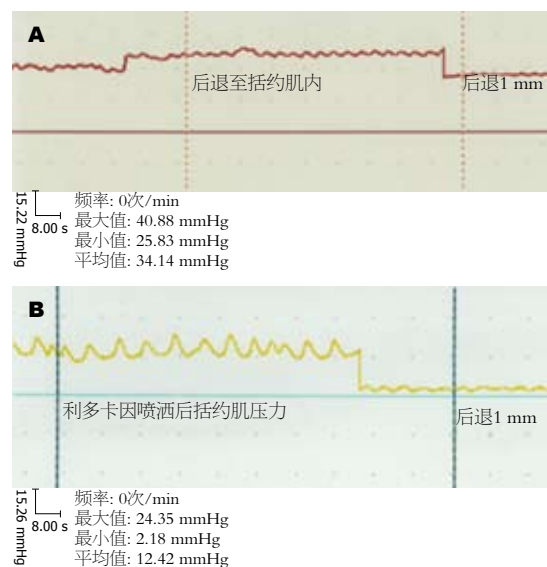 A
后退至括约肌内
后退1 mm
15.22 mmHg
8.00 s
频率: 0次/min
最大值: 40.88 mmHg
最小值: 25.83 mmHg
平均值: 34.14 mmHg
B
利多卡因喷洒后括约肌压力
后退1 mm
15.26 mmHg
8.00 s
频率: 0次/min
最大值: 24.35 mmHg
最小值: 2.18 mmHg
平均值: 12.42 mmHg